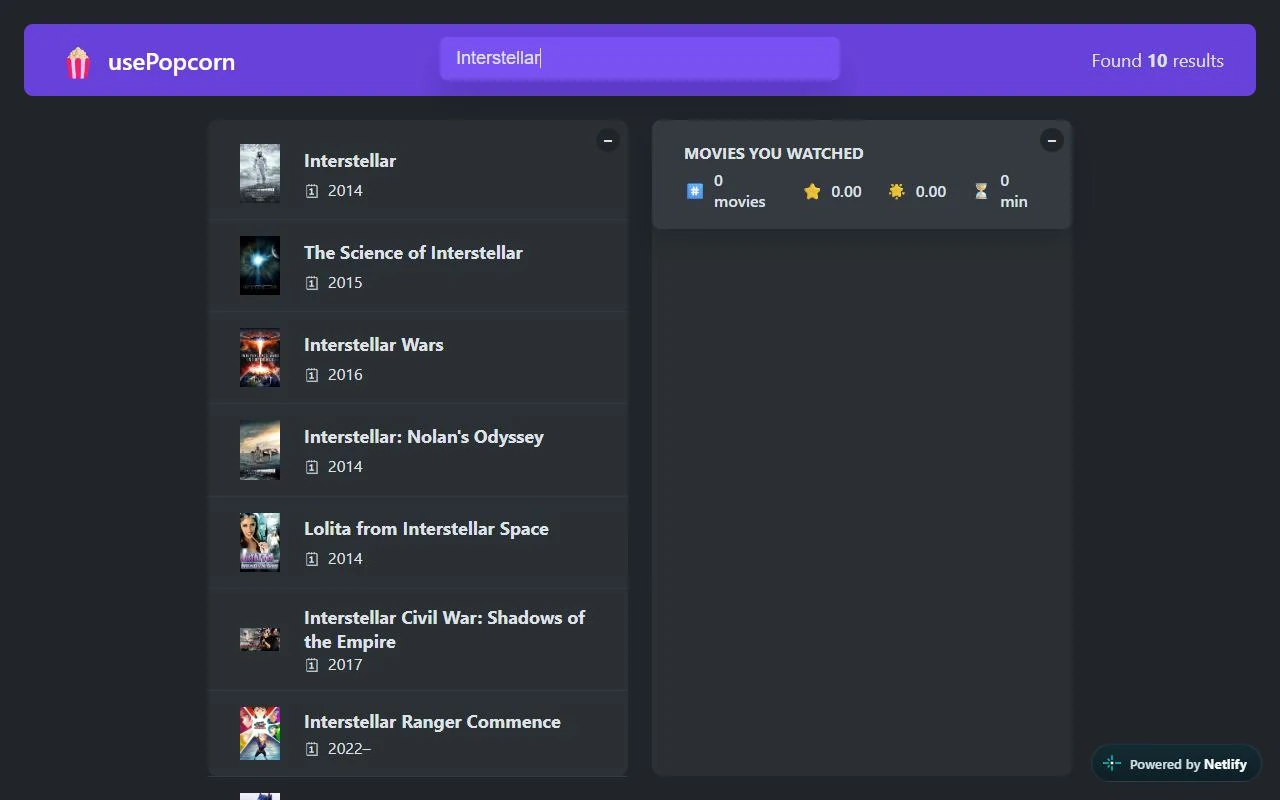 usePopcorn
Interstellar
Found 10 results
Interstellar
2014
The Science of Interstellar
2015
Interstellar Wars
2016
Interstellar: Nolan's Odyssey
2014
Lolita from Interstellar Space
2014
Interstellar Civil War: Shadows of
the Empire
2017
Interstellar Ranger Commence
2022–
MOVIES YOU WATCHED
0
movies
0.00
0.00
0
min
Powered by Netlify